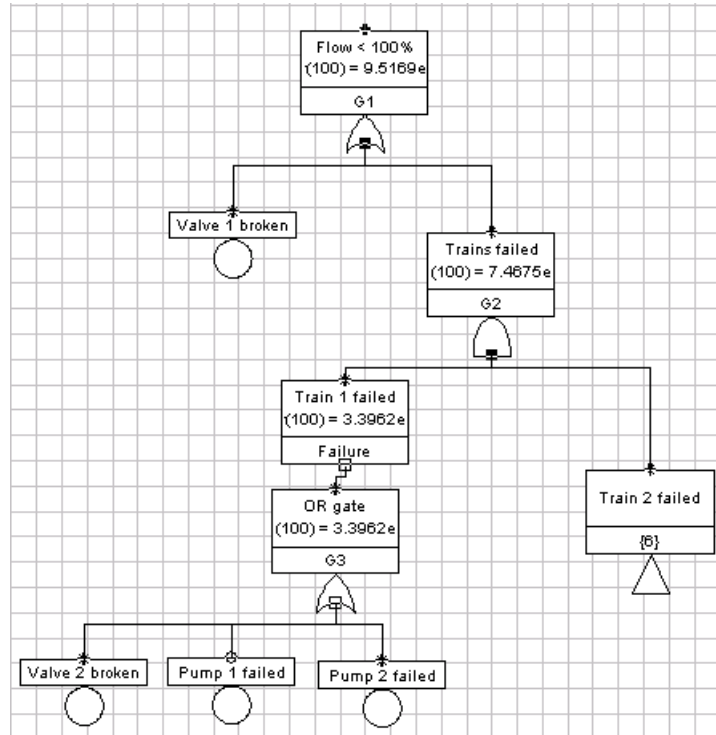 Flow < 100%
(100) = 9.5169e
G1
Valve 1 broken
Trains failed
(100) = 7.4675e
G2
Train 1 failed
(100) = 3.3962e
Failure
Train 2 failed
{6}
OR gate
(100) = 3.3962e
G3
Valve 2 broken
Pump 1 failed
Pump 2 failed